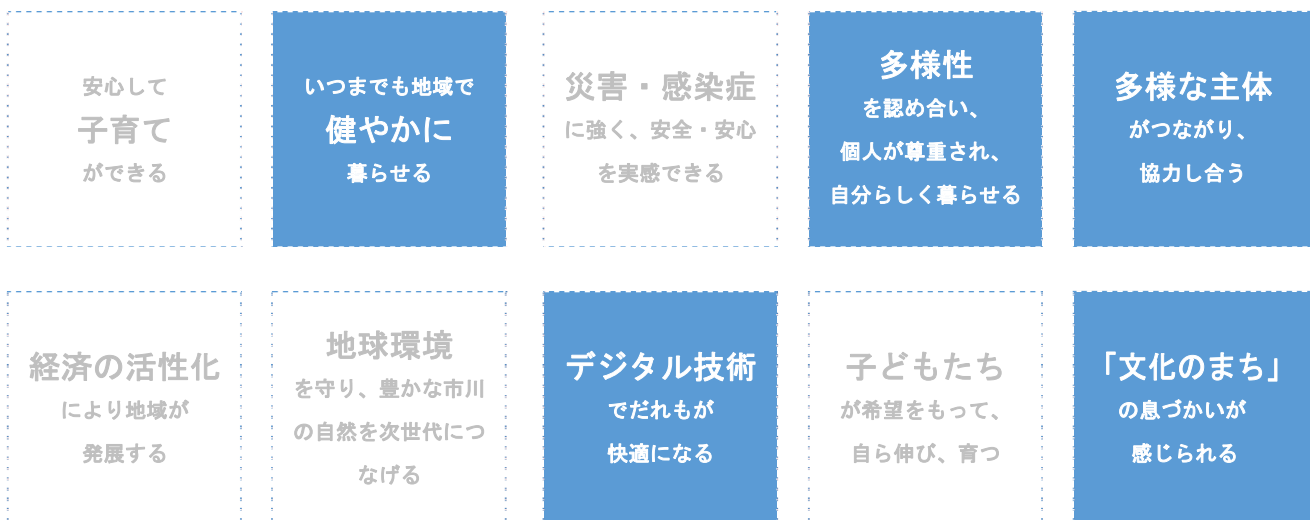 安心して
子育て
ができる
いつまでも地域で
健やかに
暮らせる
災害・感染症
に強く、安全・安心
を実感できる
多様性
を認め合い、
個人が尊重され、
自分らしく暮らせる
多様な主体
がつながり、
協力し合う
経済の活性化
により地域が
発展する
地球環境
を守り、豊かな市川
の自然を次世代につ
なげる
デジタル技術
でだれもが
快適になる
子どもたち
が希望をもって、
自ら伸び、育つ
「文化のまち」
の息づかいが
感じられる